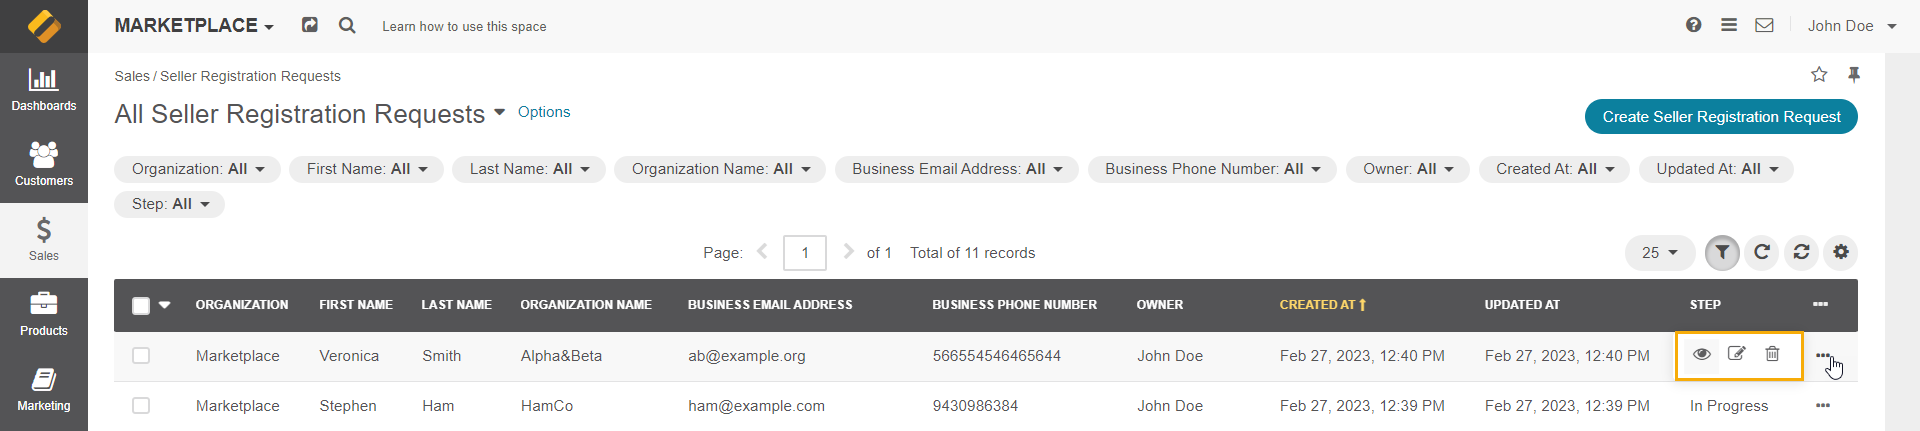 MARKETPLACE Learn how to use this space John Doe
Dashboards
Customers
Sales
Products
Marketing
Sales / Seller Registration Requests
All Seller Registration Requests Options
Create Seller Registration Request
Organization: All First Name: All Last Name: All Organization Name: All Business Email Address: All Business Phone Number: All Owner: All Created At: All Updated At: All
Step: All
Page: 1 of 1 Total of 11 records 25
ORGANIZATION FIRST NAME LAST NAME ORGANIZATION NAME BUSINESS EMAIL ADDRESS BUSINESS PHONE NUMBER OWNER CREATED AT UPDATED AT STEP
Marketplace Veronica Smith Alpha&Beta ab@example.org 566554546465644 John Doe Feb 27, 2023, 12:40 PM Feb 27, 2023, 12:40 PM
Marketplace Stephen Ham HamCo ham@example.com 9430986384 John Doe Feb 27, 2023, 12:39 PM Feb 27, 2023, 12:39 PM In Progress